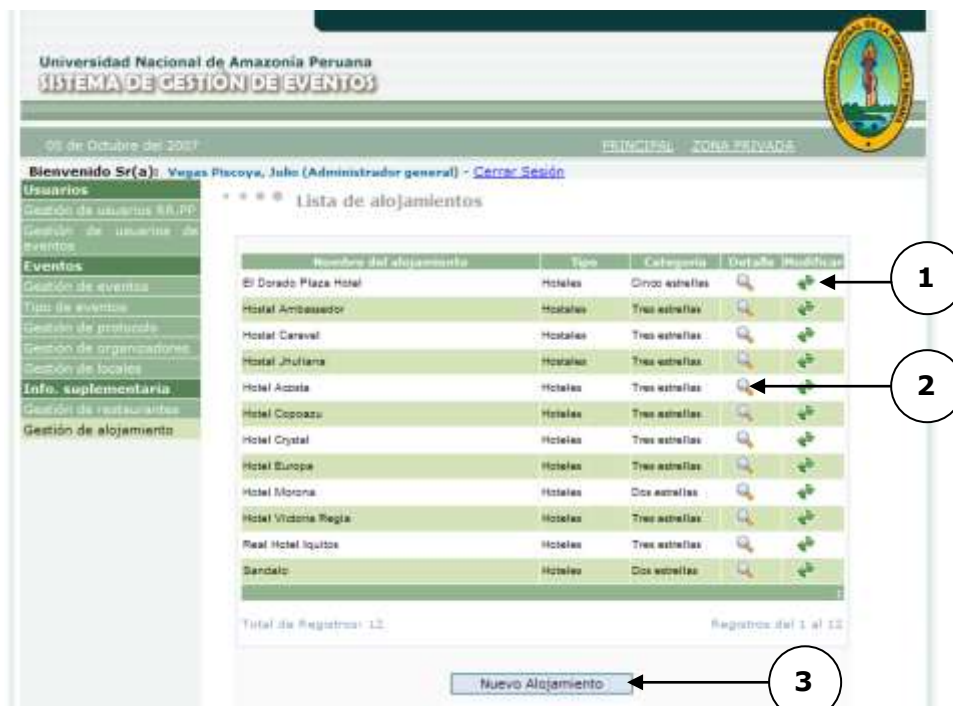 Universidad Nacional de Amazonía Peruana
SISTEMA DE GESTIÓN DE EVENTOS
05 de Octubre del 2007
PRINCIPAL ZONA PRIVADA
Bienvenido Sr(a): Vegas Piscoya, Julio (Administrador general) - Cerrar Sesión
Usuarios
Gestión de usuarios RR.PP
Gestión de usuarios de
eventos
Eventos
Gestión de eventos
Tipo de eventos
Gestión de protocolo
Gestión de organizadores
Gestión de locales
Info. suplementaria
Gestión de restaurantes
Gestión de alojamiento
Lista de alojamientos
Nombre del alojamiento Tipo Categoría Detalle Modificar
El Dorado Plaza Hotel Hoteles Cinco estrellas
Hostal Ambassador Hostales Tres estrellas
Hostal Caravel Hostales Tres estrellas
Hostal Jhuliana Hostales Tres estrellas
Hotel Acosta Hoteles Tres estrellas
Hotel Copoazu Hoteles Tres estrellas
Hotel Crystal Hoteles Tres estrellas
Hotel Europa Hoteles Tres estrellas
Hotel Morona Hoteles Dos estrellas
Hotel Victoria Regia Hoteles Tres estrellas
Real Hotel Iquitos Hoteles Tres estrellas
Sandalo Hoteles Dos estrellas
Total de Registros: 12
Registros del 1 al 12
Nuevo Alojamiento
1
2
3